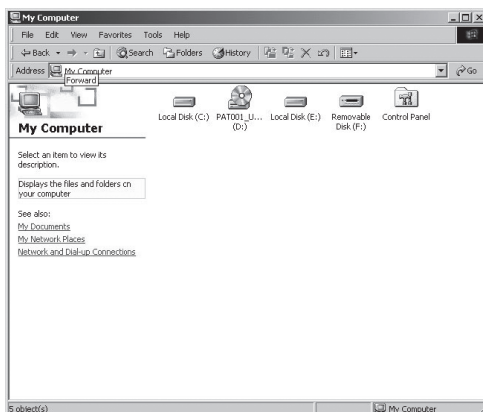 My Computer
File Edit View Favorites Tools Help
Back Search Folders History
Address My Computer Go
Forward
My Computer
Select an item to view its
description.
Displays the files and folders on
your computer
See also:
My Documents
My Network Places
Network and Dial-up Connections
Local Disk (C:) PAT001_U... (D:) Local Disk (E:) Removable Disk (F:) Control Panel
5 object(s) My Computer